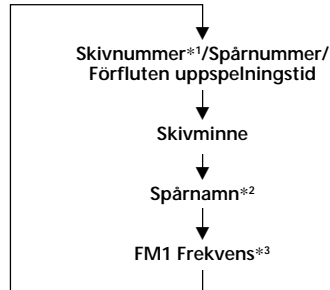 Skivnummer*1/Spårnummer/
Förfluten uppspelningstid
Skivminne
Spårnamn*2
FM1 Frekvens*3